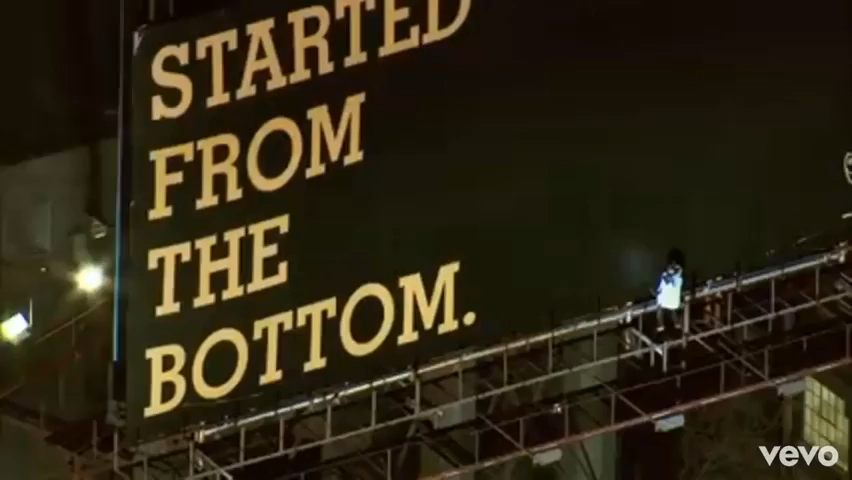 STARTED
FROM
THE
BOTTOM.
vevo